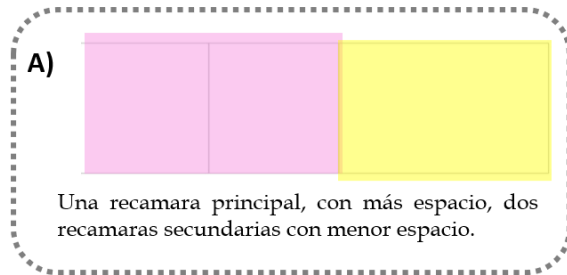 A)
Una recamara principal, con más espacio, dos
recamaras secundarias con menor espacio.